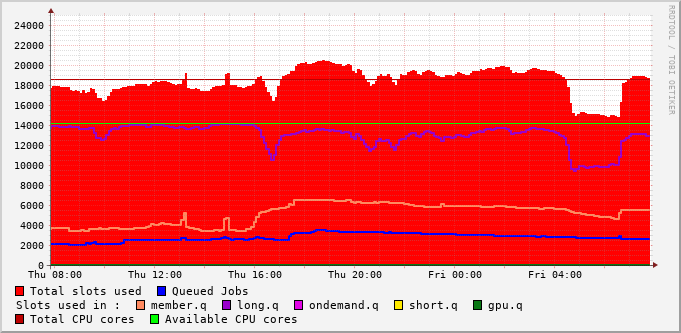 24000
22000
20000
18000
16000
14000
12000
10000
8000
6000
4000
2000
0
Thu 08:00 Thu 12:00 Thu 16:00 Thu 20:00 Fri 00:00 Fri 04:00
Total slots used Queued Jobs
Slots used in : member.q long.q ondemand.q short.q gpu.q
Total CPU cores Available CPU cores
RRDTOOL / TOBI OETIKER